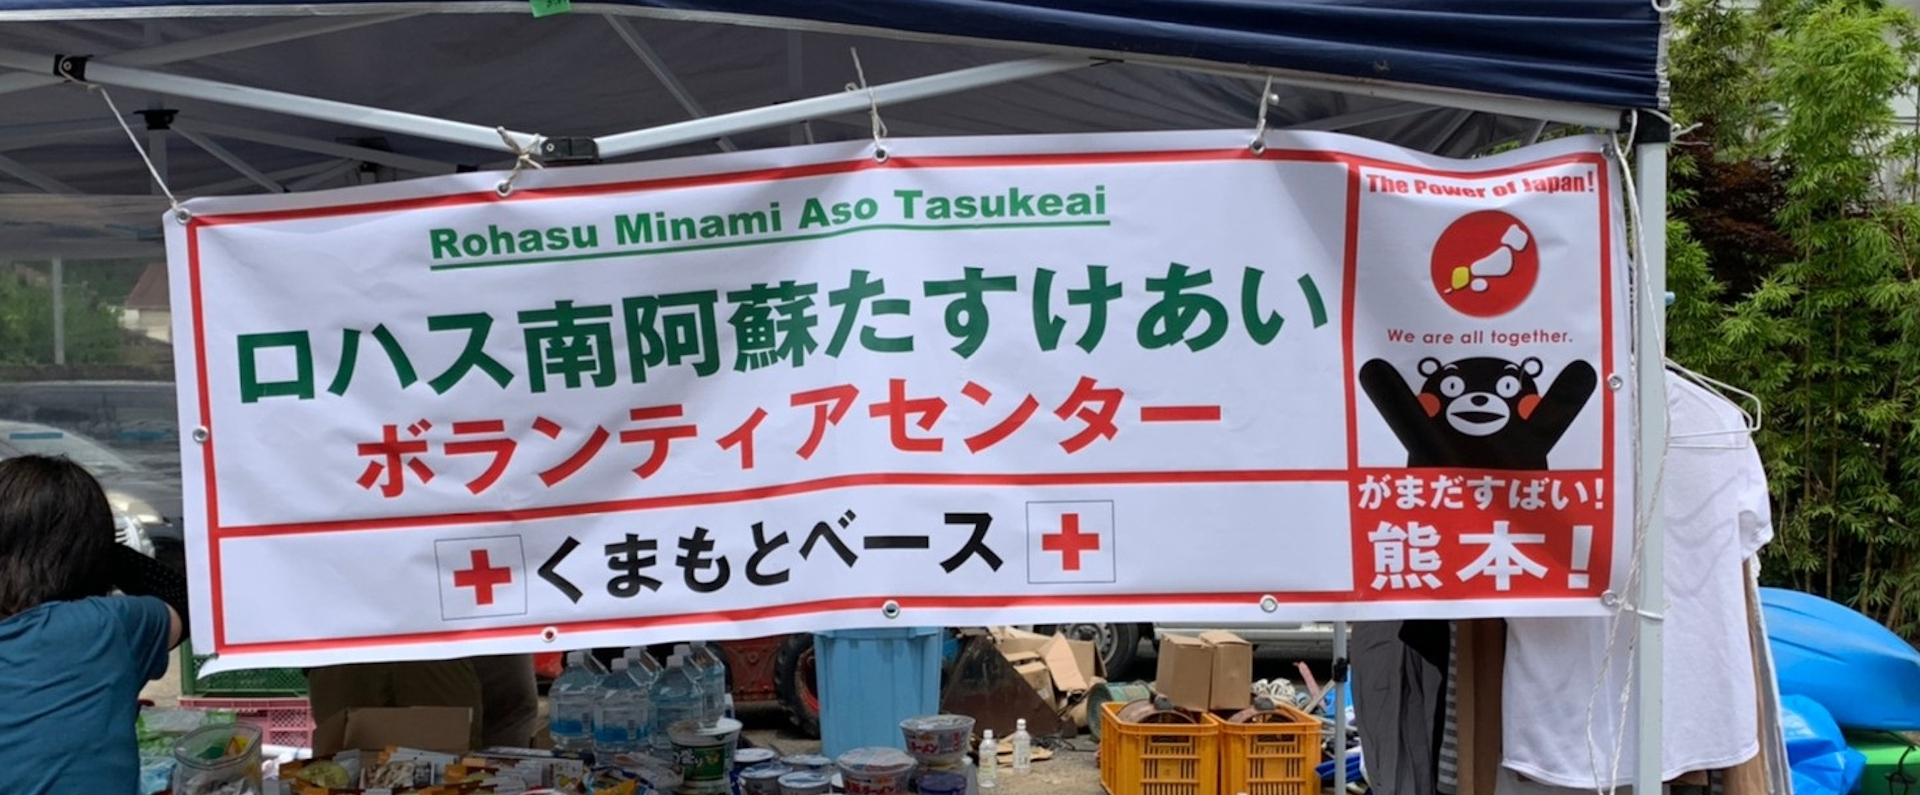 Rohasu Minami Aso Tasukeai
ロハス南阿蘇たすけあい
ボランティアセンター
くまもとベース
The Power of Japan!
We are all together.
がまだすばい!
熊本!